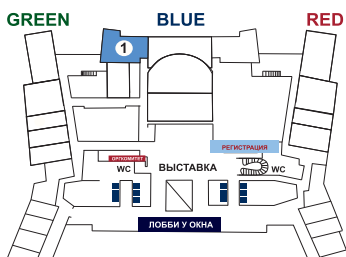 GREEN BLUE RED
1
РЕГИСТРАЦИЯ
ОРГКОМИТЕТ
WC ВЫСТАВКА WC
ЛОББИ У ОКНА